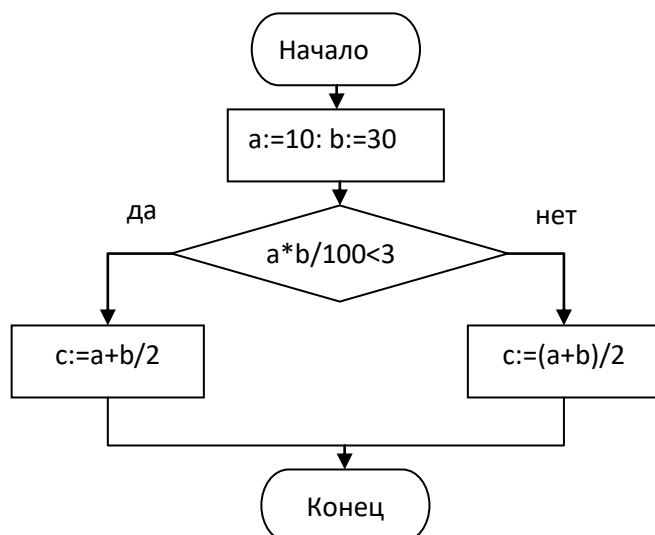 Начало
a:=10: b:=30
да
нет
a*b/100<3
c:=a+b/2
c:=(a+b)/2
Конец